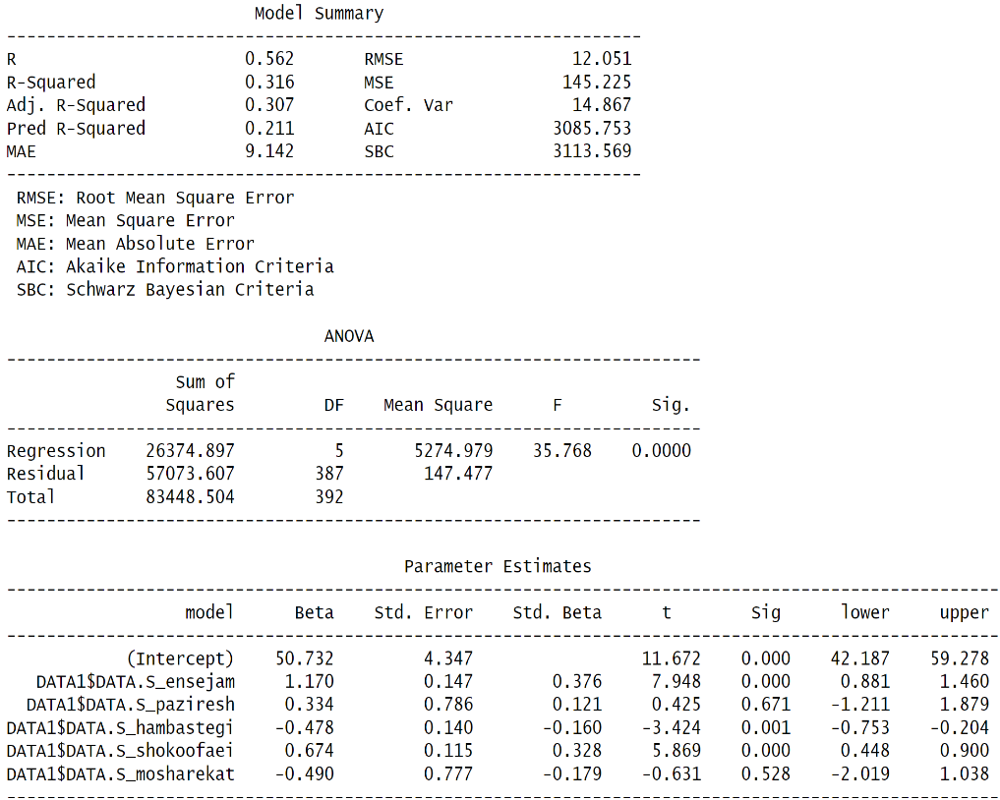 Model Summary
-----------------------------------------------------------------
R                       0.562       RMSE                 12.051
R-Squared               0.316       MSE                 145.225
Adj. R-Squared          0.307       Coef. Var            14.867
Pred R-Squared          0.211       AIC                3085.753
MAE                     9.142       SBC                3113.569
-----------------------------------------------------------------
RMSE: Root Mean Square Error
MSE: Mean Square Error
MAE: Mean Absolute Error
AIC: Akaike Information Criteria
SBC: Schwarz Bayesian Criteria
ANOVA
-----------------------------------------------------------------------
Sum of
Squares         DF    Mean Square      F         Sig.
-----------------------------------------------------------------------
Regression    26374.897          5       5274.979    35.768    0.0000
Residual      57073.607        387        147.477
Total         83448.504        392
-----------------------------------------------------------------------
Parameter Estimates
-----------------------------------------------------------------------------------------------------
model      Beta    Std. Error    Std. Beta      t        Sig      lower     upper
-----------------------------------------------------------------------------------------------------
(Intercept)    50.732         4.347                 11.672    0.000    42.187    59.278
DATA1$DATA.S_ensejam     1.170         0.147        0.376     7.948    0.000     0.881     1.460
DATA1$DATA.S_paziresh     0.334         0.786        0.121     0.425    0.671    -1.211     1.879
DATA1$DATA.S_hambastegi    -0.478         0.140       -0.160    -3.424    0.001    -0.753    -0.204
DATA1$DATA.S_shokoofaei     0.674         0.115        0.328     5.869    0.000     0.448     0.900
DATA1$DATA.S_mosharekat    -0.490         0.777       -0.179    -0.631    0.528    -2.019     1.038
-----------------------------------------------------------------------------------------------------